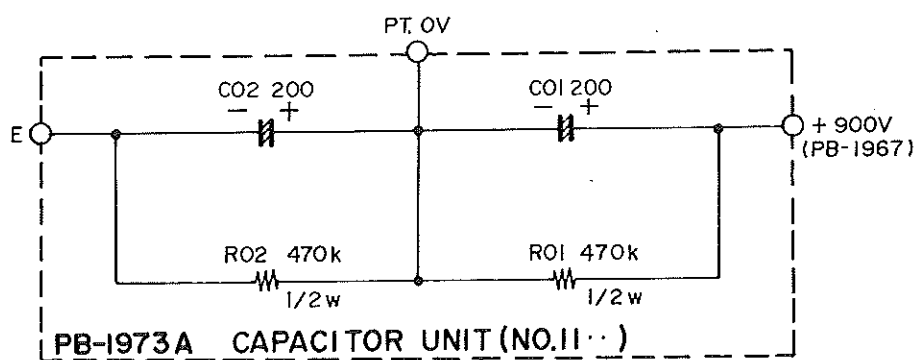 PT. 0V
C02 200
C01 200
- +
- +
E
+ 900V
(PB-1967)
R02 470k
R01 470k
1/2w
1/2w
PB-1973A CAPACITOR UNIT (NO.11··)